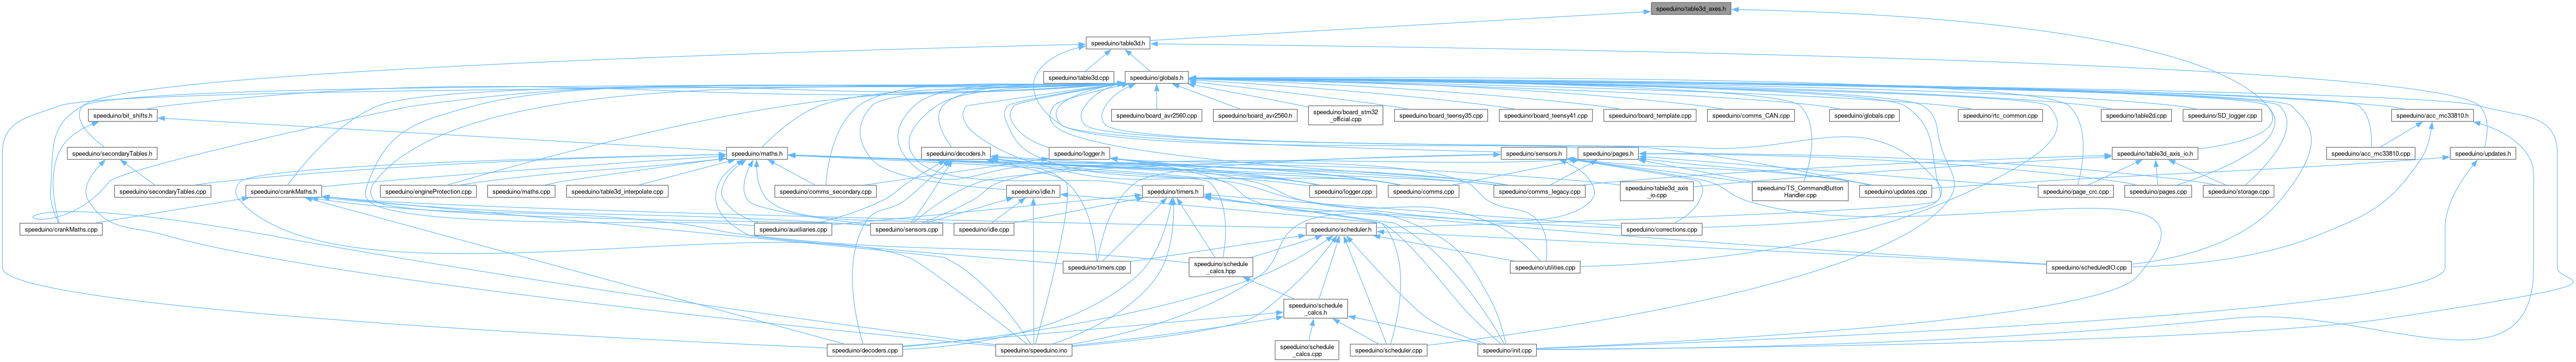 speeduino/table3d_axes.h
speeduino/table3d.h
speeduino/table3d.cpp
speeduino/globals.h
speeduino/bit_shifts.h
speeduino/board_avr2560.cpp
speeduino/board_avr2560.h
speeduino/board_stm32
_official.cpp
speeduino/board_teensy35.cpp
speeduino/board_teensy41.cpp
speeduino/board_template.cpp
speeduino/comms_CAN.cpp
speeduino/globals.cpp
speeduino/rtc_common.cpp
speeduino/table2d.cpp
speeduino/SD_logger.cpp
speeduino/acc_mc33810.h
speeduino/secondaryTables.h
speeduino/maths.h
speeduino/decoders.h
speeduino/logger.h
speeduino/sensors.h
speeduino/pages.h
speeduino/table3d_axis_io.h
speeduino/acc_mc33810.cpp
speeduino/updates.h
speeduino/secondaryTables.cpp
speeduino/crankMaths.h
speeduino/engineProtection.cpp
speeduino/maths.cpp
speeduino/table3d_interpolate.cpp
speeduino/comms_secondary.cpp
speeduino/idle.h
speeduino/timers.h
speeduino/logger.cpp
speeduino/comms.cpp
speeduino/comms_legacy.cpp
speeduino/table3d_axis
_io.cpp
speeduino/TS_CommandButton
Handler.cpp
speeduino/updates.cpp
speeduino/page_crc.cpp
speeduino/pages.cpp
speeduino/storage.cpp
speeduino/crankMaths.cpp
speeduino/auxiliaries.cpp
speeduino/sensors.cpp
speeduino/idle.cpp
speeduino/scheduler.h
speeduino/corrections.cpp
speeduino/timers.cpp
speeduino/schedule
_calcs.hpp
speeduino/utilities.cpp
speeduino/scheduledIO.cpp
speeduino/schedule
_calcs.h
speeduino/decoders.cpp
speeduino/speeduino.ino
speeduino/schedule
_calcs.cpp
speeduino/scheduler.cpp
speeduino/init.cpp